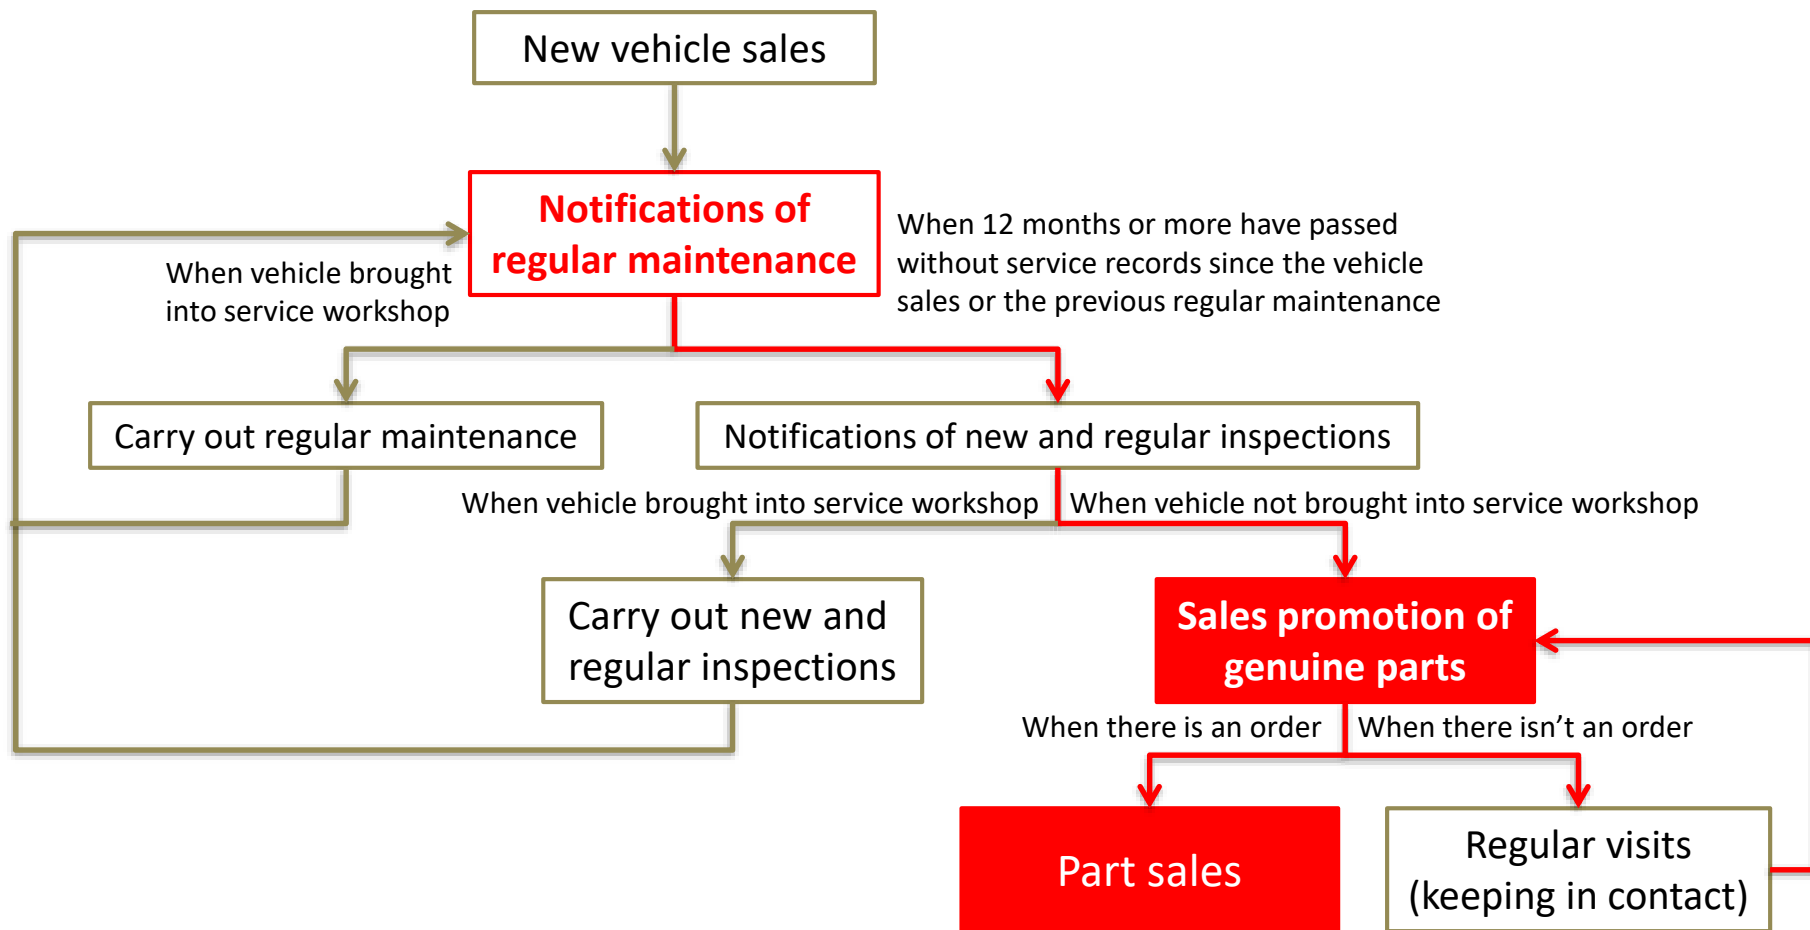 New vehicle sales
Notifications of
regular maintenance
When 12 months or more have passed
without service records since the vehicle
sales or the previous regular maintenance
When vehicle brought
into service workshop
Carry out regular maintenance
Notifications of new and regular inspections
When vehicle brought into service workshop
When vehicle not brought into service workshop
Carry out new and
regular inspections
Sales promotion of
genuine parts
When there is an order
When there isn’t an order
Part sales
Regular visits
(keeping in contact)